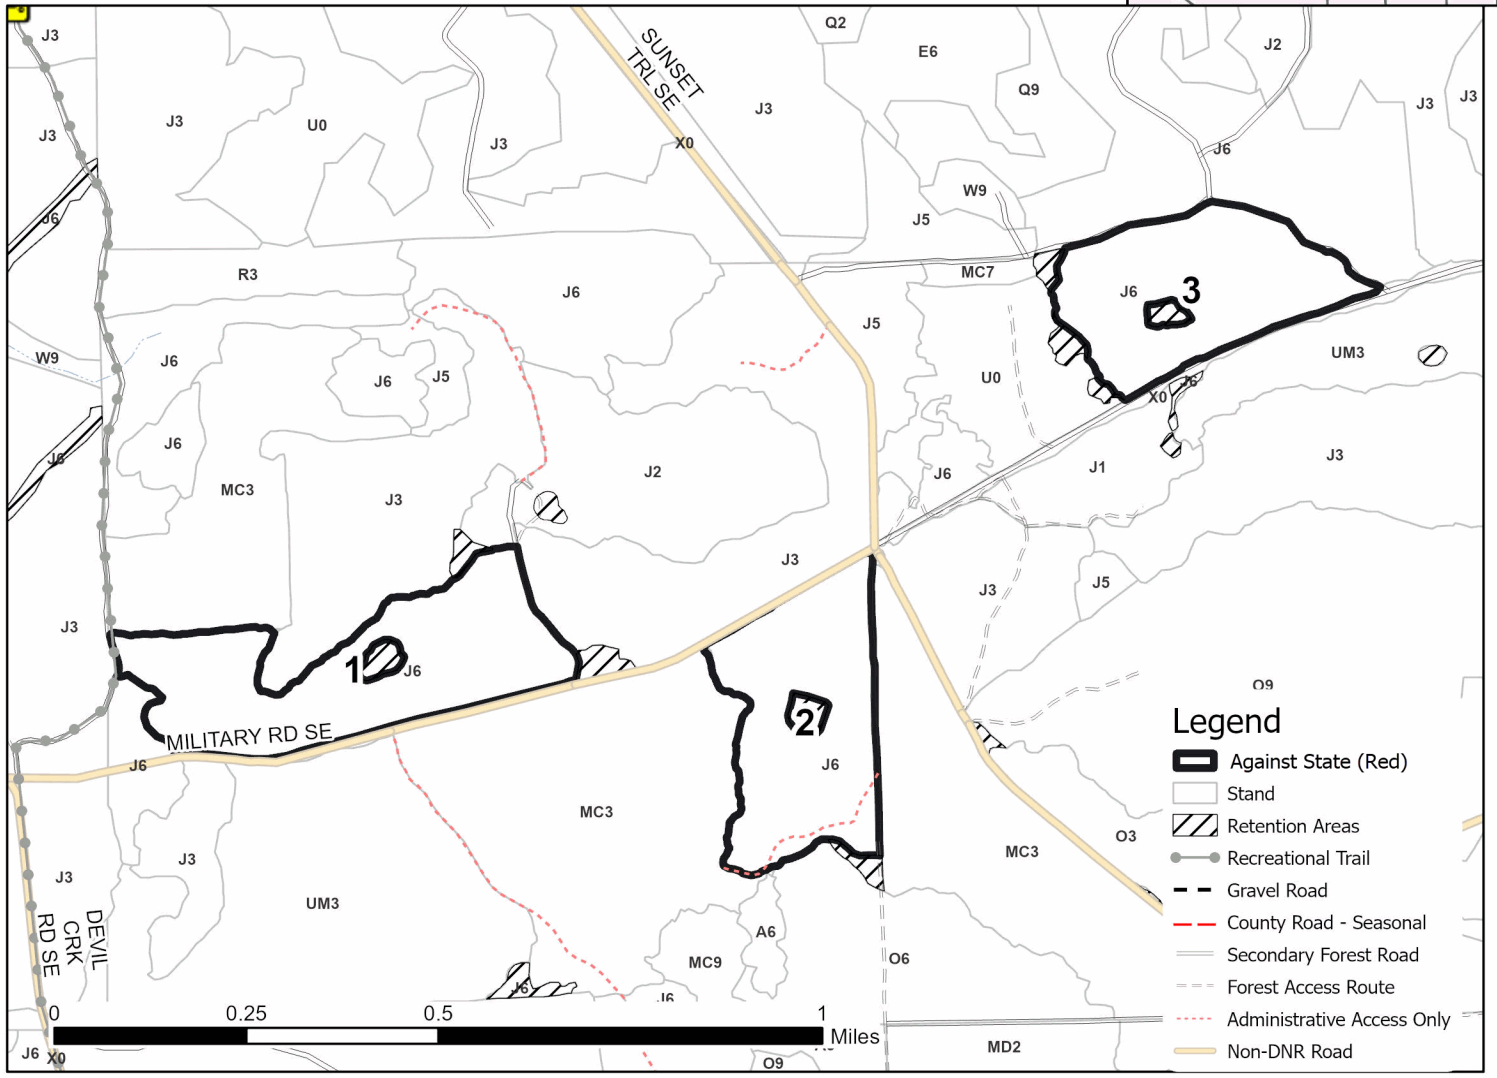 J3
Q2
SUNSET
TRL SE
E6
J2
Q9
J3
J3
J3
J3
U0
J3
J3
X0
J6
J6
W9
J5
R3
J6
MC7
J6
3
J5
W9
J6
J6
J5
U0
UM3
X0
J6
J6
J6
MC3
J3
J2
J6
J1
J3
J3
J3
J5
J3
1
J6
O9
2
J6
MILITARY RD SE
J6
MC3
MC3
O3
J3
J3
UM3
DEVIL
CRK
RD SE
A6
MC9
O6
J6
J6
MD2
O9
J6
X0
Legend
Against State (Red)
Stand
Retention Areas
Recreational Trail
Gravel Road
County Road - Seasonal
Secondary Forest Road
Forest Access Route
Administrative Access Only
Non-DNR Road
0 0.25 0.5 1
Miles